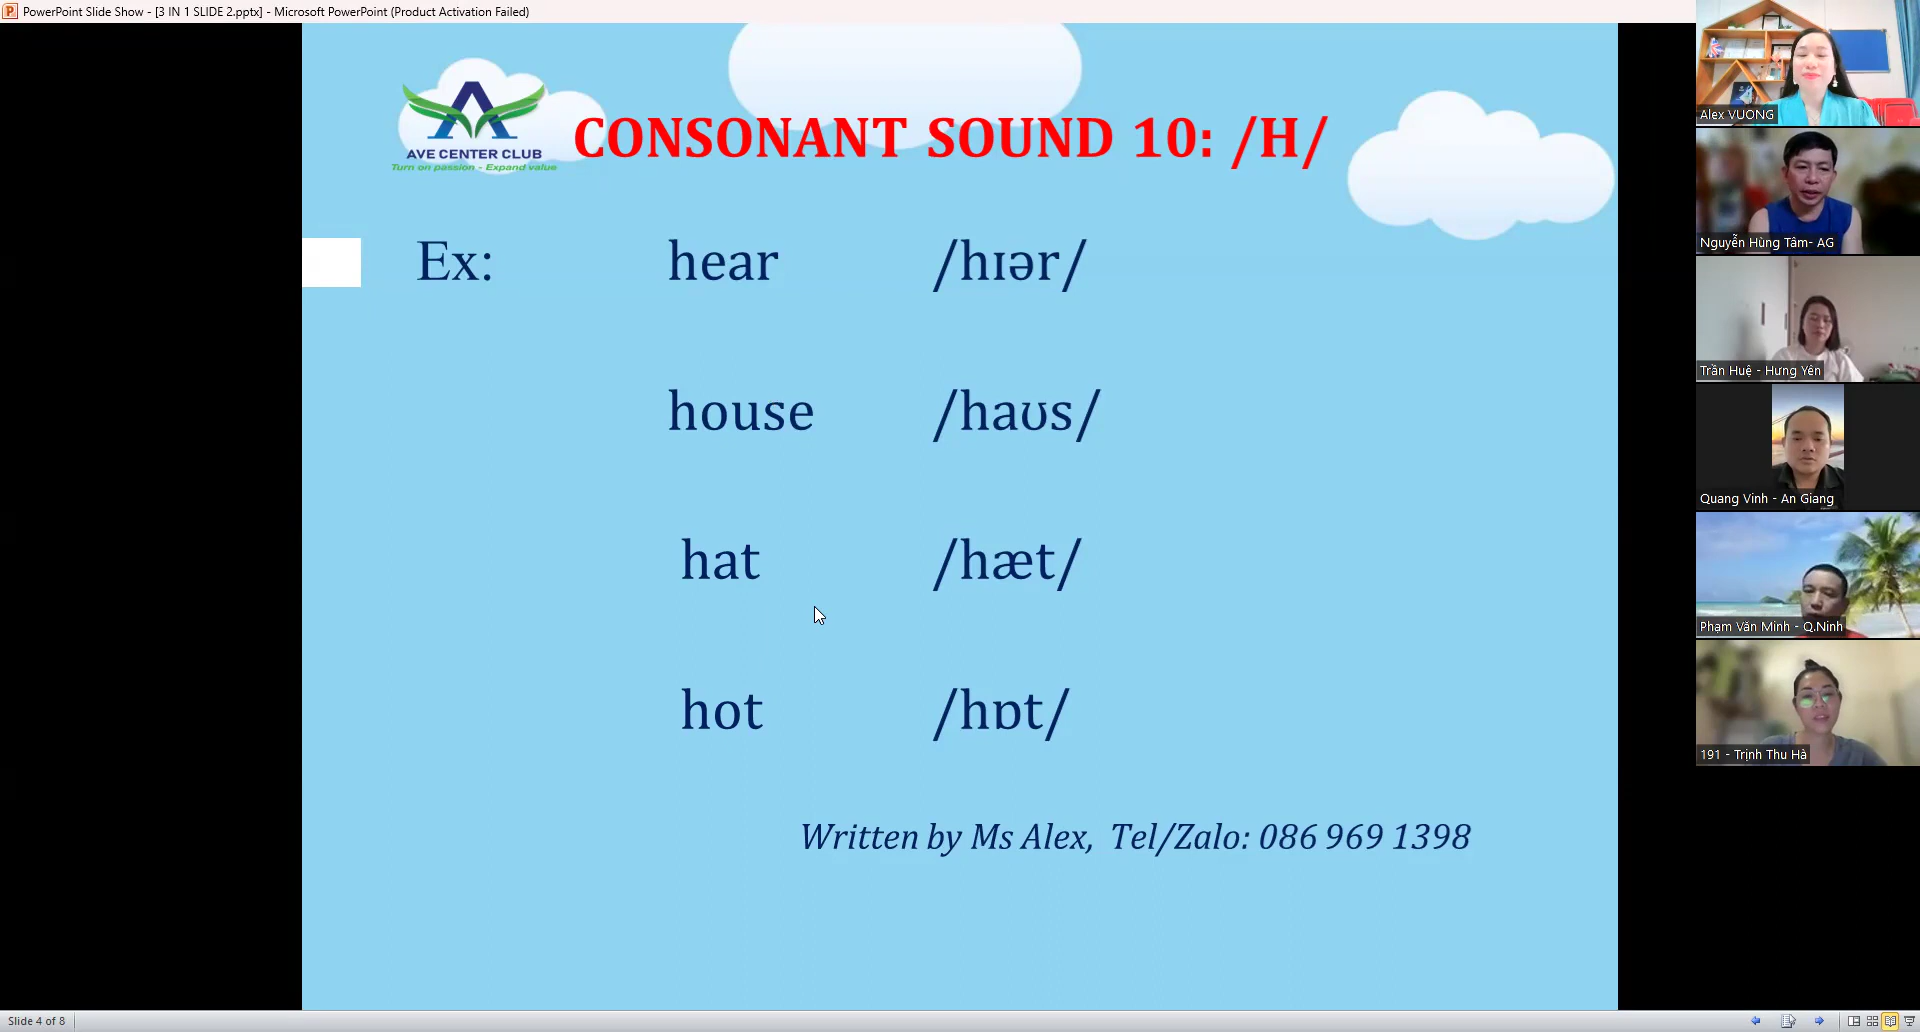 PowerPoint Slide Show - [3 IN 1 SLIDE 2.pptx] - Microsoft PowerPoint (Product Activation Failed)
AVE CENTER CLUB
Turn on passion - Expand value
CONSONANT SOUND 10: /H/
Ex: hear /hɪər/
house /haʊs/
hat /hæt/
hot /hɒt/
Written by Ms Alex, Tel/Zalo: 086 969 1398
Alex VUONG
Nguyễn Hùng Tâm- AG
Trần Huệ - Hưng Yên
Quang Vinh - An Giang
Phạm Văn Minh - Q.Ninh
191 - Trịnh Thu Hà
Slide 4 of 8